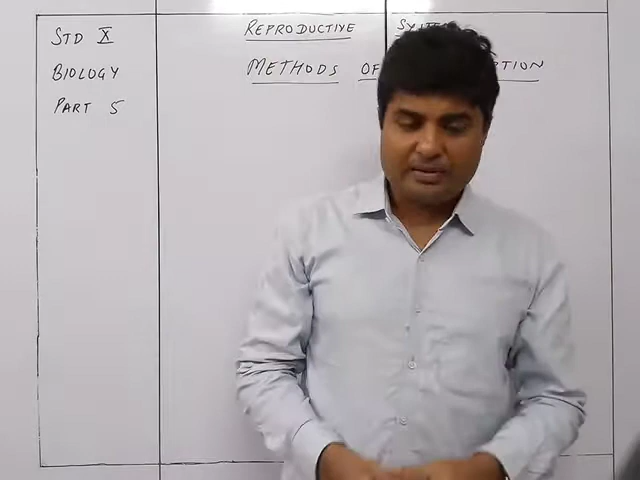 STD X
BIOLOGY
PART 5
REPRODUCTIVE
METHODS OF